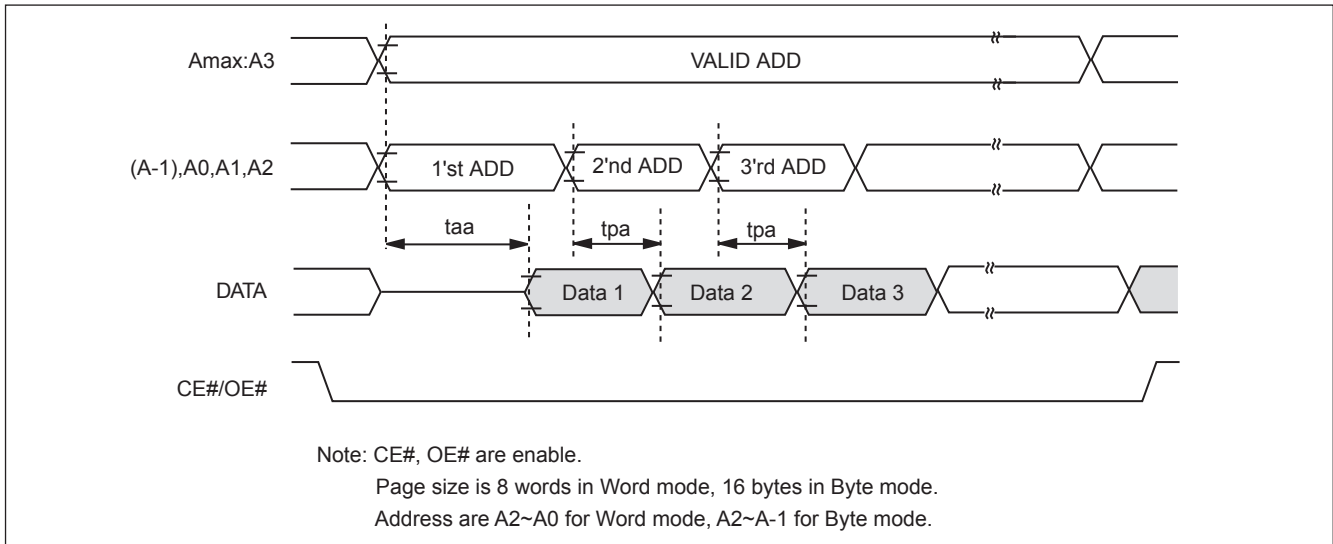 Amax:A3
VALID ADD
(A-1),A0,A1,A2
1'st ADD
2'nd ADD
3'rd ADD
taa
tpa
tpa
DATA
Data 1
Data 2
Data 3
CE#/OE#
Note: CE#, OE# are enable.
Page size is 8 words in Word mode, 16 bytes in Byte mode.
Address are A2~A0 for Word mode, A2~A-1 for Byte mode.